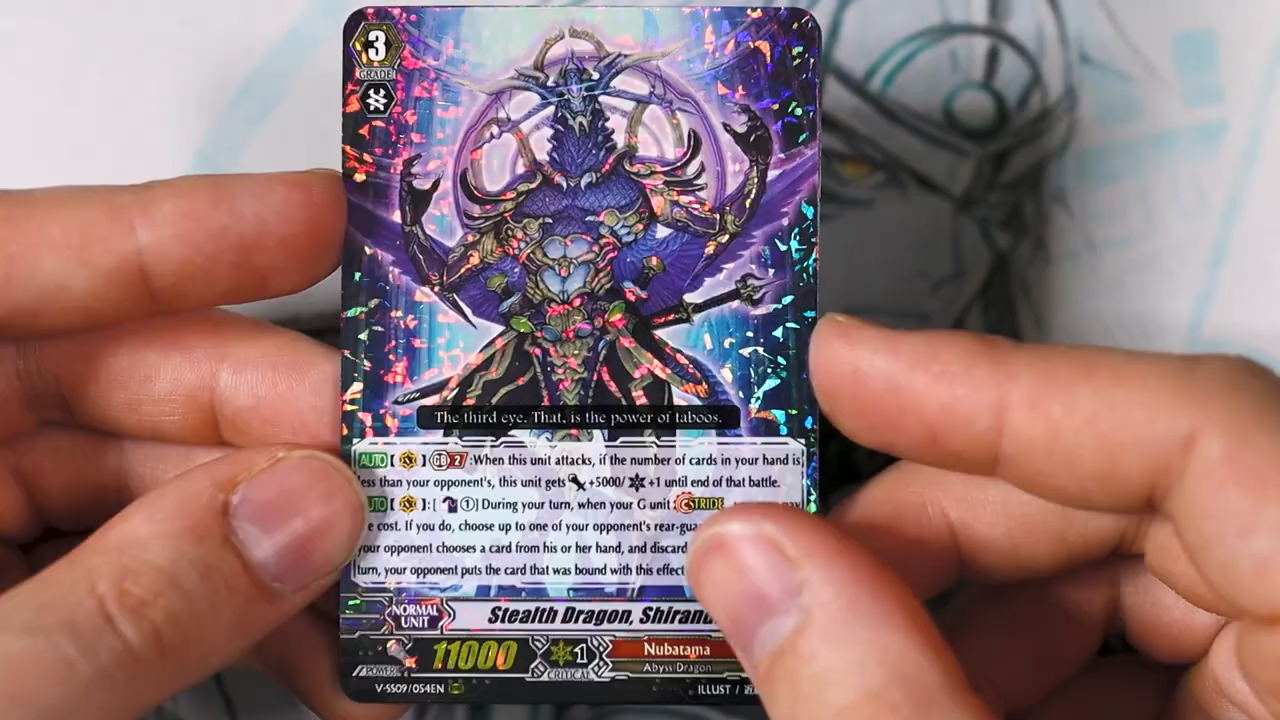 3
GRADE
The third eye. That, is the power of taboos.
AUTO【 】GB 2 :When this unit attacks, if the number of cards in your hand is
less than your opponent's, this unit gets +5000/ +1 until end of that battle.
【 】:[ ①] During your turn, when your G unit STRIDE
cost. If you do, choose up to one of your opponent's
your opponent chooses a card from his or her hand, and discard
turn, your opponent puts the card that was bound with this effect
NORMAL
UNIT
Stealth Dragon,
POWER 11000
1
CRITICAL
Nubatama
Abyss Dragon
V-SS09/054EN RRR
ILLUST /